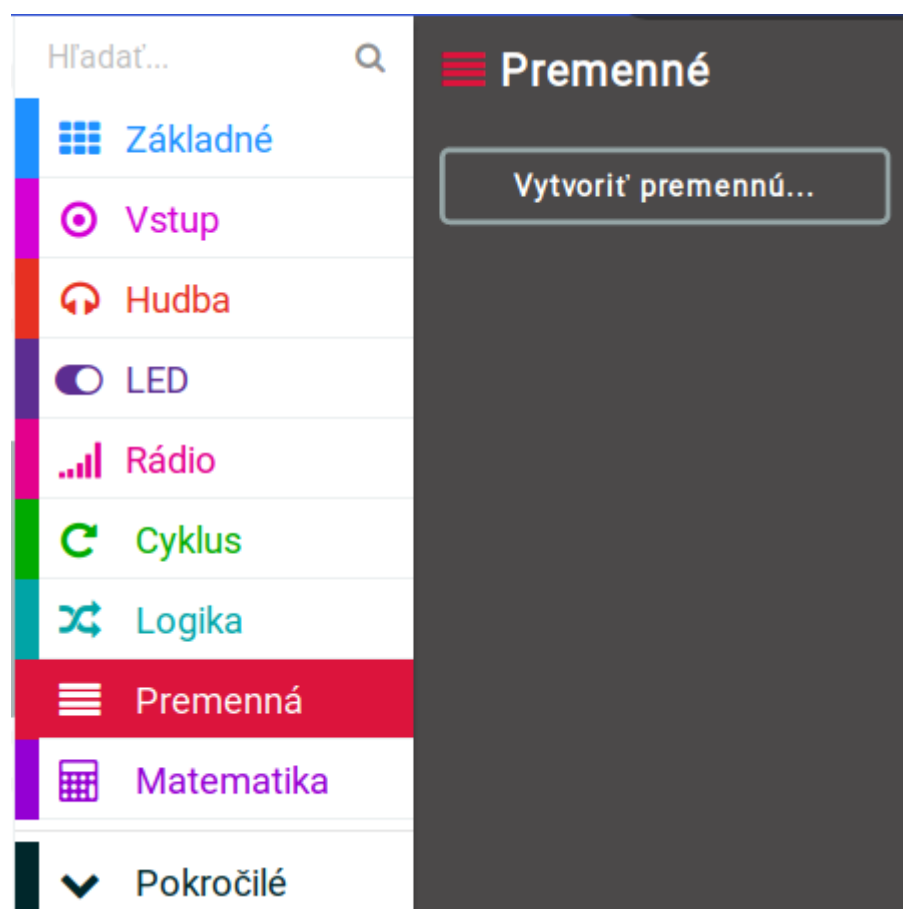 Hľadať...
Základné
Vstup
Hudba
LED
Rádio
Cyklus
Logika
Premenná
Matematika
Pokročilé
Premenné
Vytvoriť premennú...